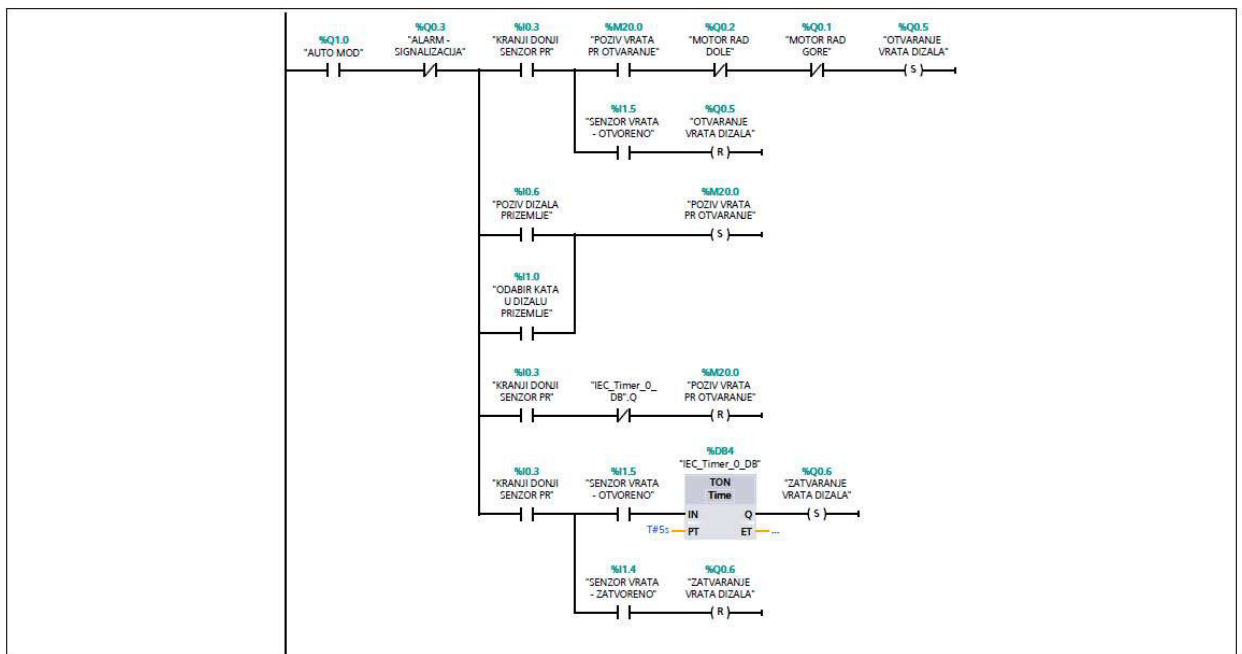 %Q1.0
"AUTO MOD"
%Q0.3
"ALARM -
SIGNALIZACIJA"
%I0.3
"KRANJI DONJI
SENZOR PR"
%M20.0
"POZIV VRATA
PR OTVARANJE"
%Q0.2
"MOTOR RAD
DOLE"
%Q0.1
"MOTOR RAD
GORE"
%Q0.5
"OTVARANJE
VRATA DIZALA"
S
%I1.5
"SENZOR VRATA
- OTVORENO"
%Q0.5
"OTVARANJE
VRATA DIZALA"
R
%I0.6
"POZIV DIZALA
PRIZEMLJE"
%M20.0
"POZIV VRATA
PR OTVARANJE"
S
%I1.0
"ODABIR KATA
U DIZALU
PRIZEMLJE"
%I0.3
"KRANJI DONJI
SENZOR PR"
"IEC_Timer_0_
DB".Q
%M20.0
"POZIV VRATA
PR OTVARANJE"
R
%I0.3
"KRANJI DONJI
SENZOR PR"
%I1.5
"SENZOR VRATA
- OTVORENO"
%DB4
"IEC_Timer_0_DB"
TON
Time
IN Q
T#5s PT ET ...
%Q0.6
"ZATVARANJE
VRATA DIZALA"
S
%I1.4
"SENZOR VRATA
- ZATVORENO"
%Q0.6
"ZATVARANJE
VRATA DIZALA"
R